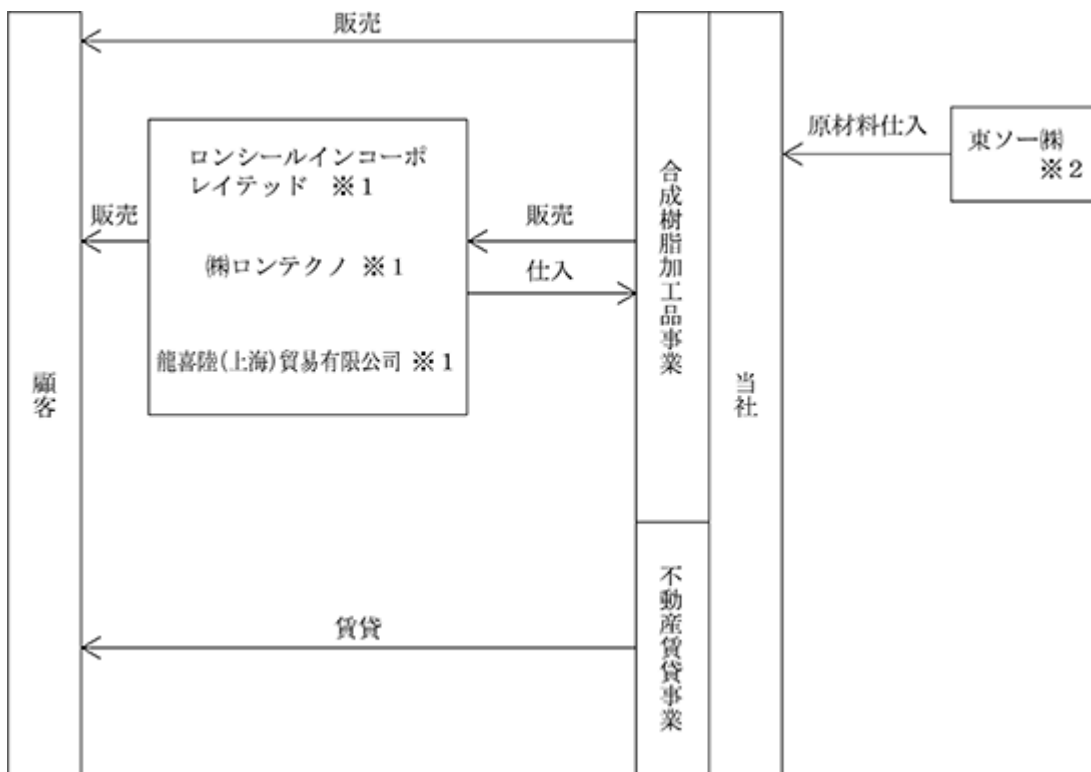 販売
原材料仕入
東ソー㈱
※２
ロンシールインコーポ
レイテッド　※１
販売
販売
㈱ロンテクノ ※１
仕入
龍喜陸(上海)貿易有限公司 ※１
顧客
合成樹脂加工品事業
当社
不動産賃貸事業
賃貸